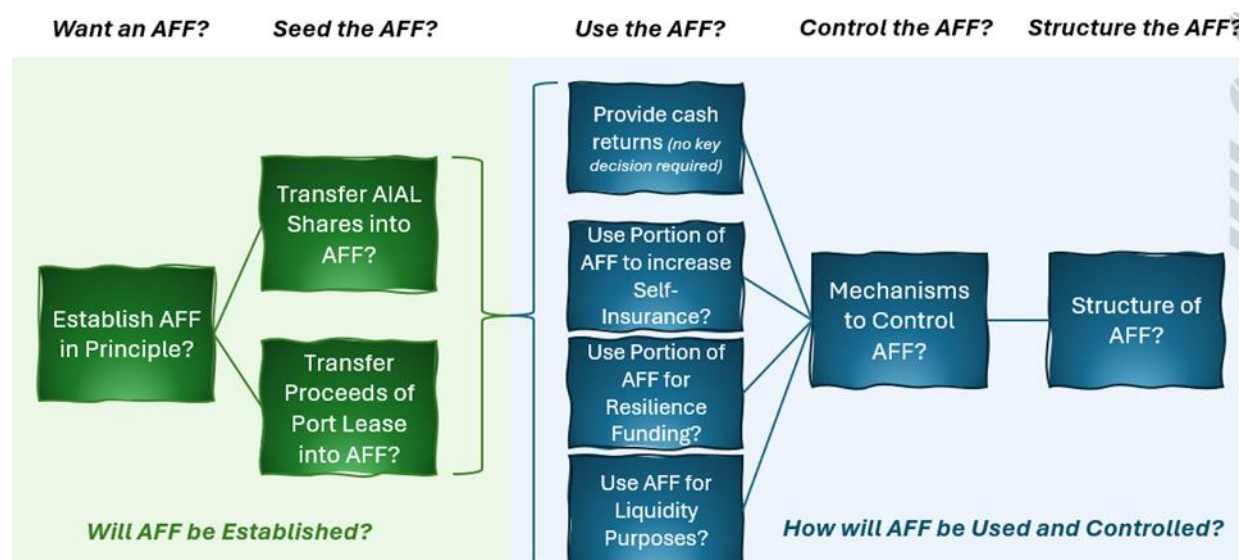 Want an AFF?
Seed the AFF?
Use the AFF?
Control the AFF?
Structure the AFF?
Establish AFF
in Principle?
Transfer AIAL
Shares into
AFF?
Transfer
Proceeds of
Port Lease
into AFF?
Provide cash
returns (no key
decision required)
Use Portion of
AFF to increase
Self-
Insurance?
Use Portion of
AFF for
Resilience
Funding?
Use AFF for
Liquidity
Purposes?
Mechanisms
to Control
AFF?
Structure of
AFF?
Will AFF be Established?
How will AFF be Used and Controlled?